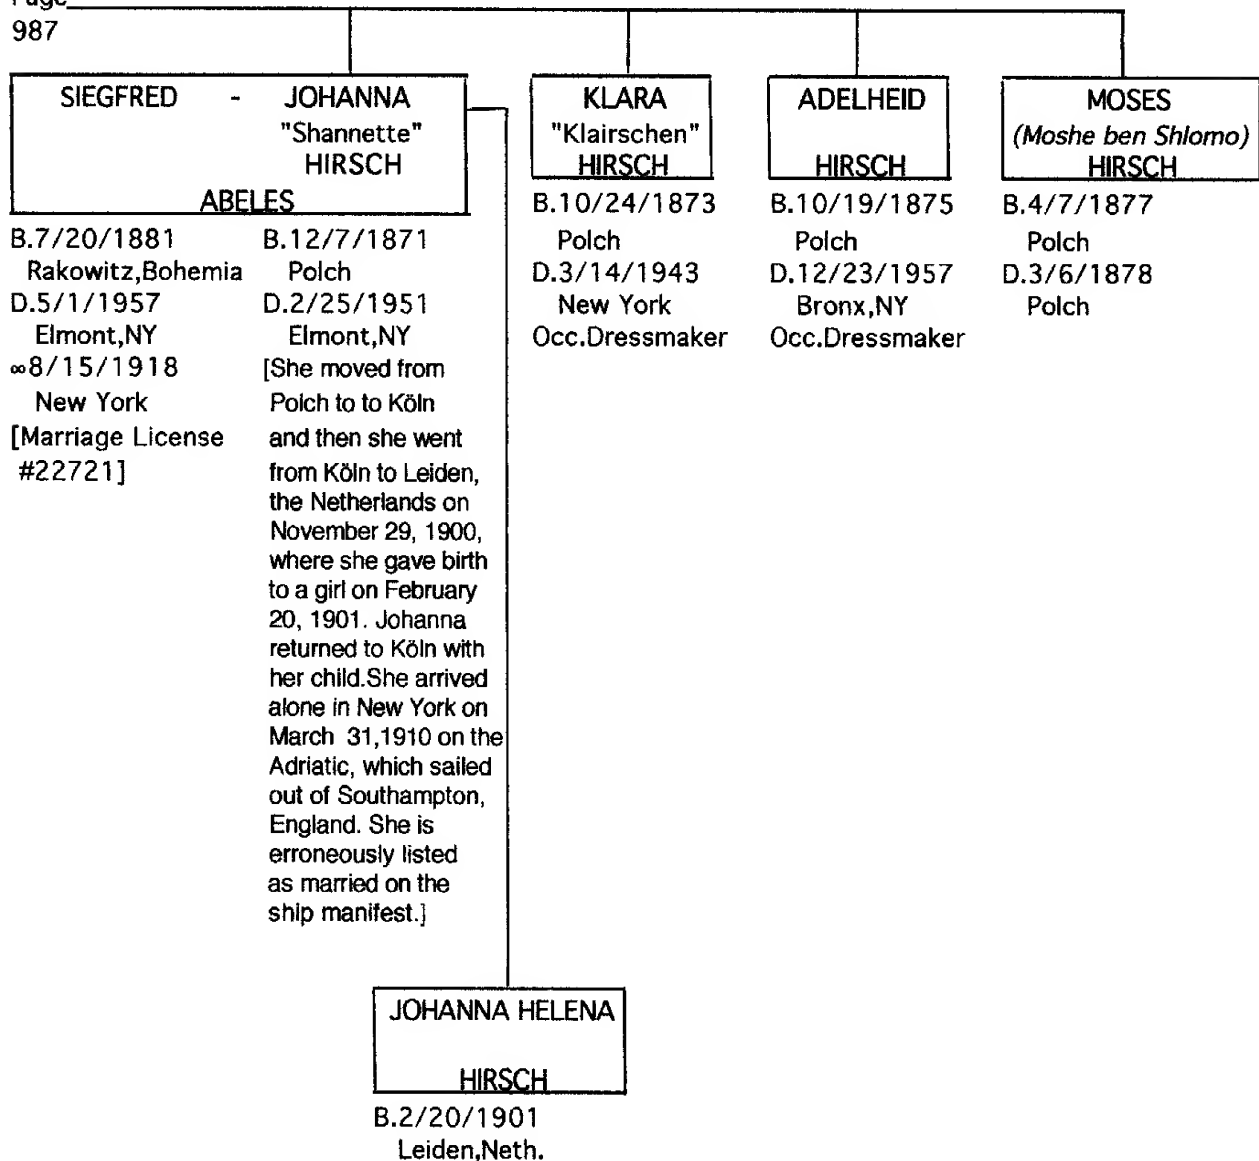 Page
987
SIEGFRED - JOHANNA
"Shannette"
HIRSCH
ABELES
B.7/20/1881
Rakowitz,Bohemia
D.5/1/1957
Elmont,NY
∞8/15/1918
New York
[Marriage License
#22721]
B.12/7/1871
Polch
D.2/25/1951
Elmont,NY
[She moved from
Polch to to Köln
and then she went
from Köln to Leiden,
the Netherlands on
November 29, 1900,
where she gave birth
to a girl on February
20, 1901. Johanna
returned to Köln with
her child.She arrived
alone in New York on
March 31,1910 on the
Adriatic, which sailed
out of Southampton,
England. She is
erroneously listed
as married on the
ship manifest.]
KLARA
"Klairschen"
HIRSCH
B.10/24/1873
Polch
D.3/14/1943
New York
Occ.Dressmaker
ADELHEID
HIRSCH
B.10/19/1875
Polch
D.12/23/1957
Bronx,NY
Occ.Dressmaker
MOSES
(Moshe ben Shlomo)
HIRSCH
B.4/7/1877
Polch
D.3/6/1878
Polch
JOHANNA HELENA
HIRSCH
B.2/20/1901
Leiden,Neth.